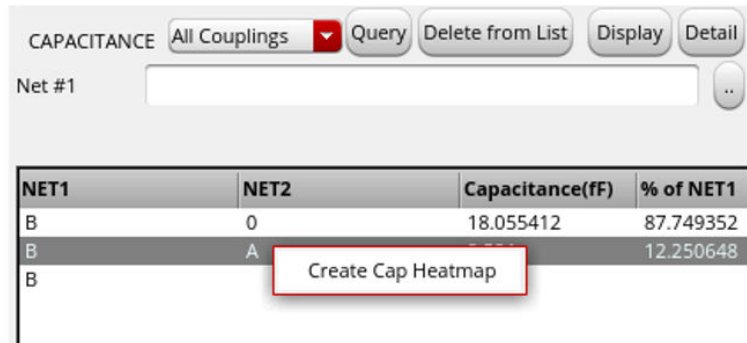 CAPACITANCE All Couplings Query Delete from List Display Detail
Net #1 ..
NET1 NET2 Capacitance(fF) % of NET1
B 0 18.055412 87.749352
B A 12.250648
Create Cap Heatmap
B